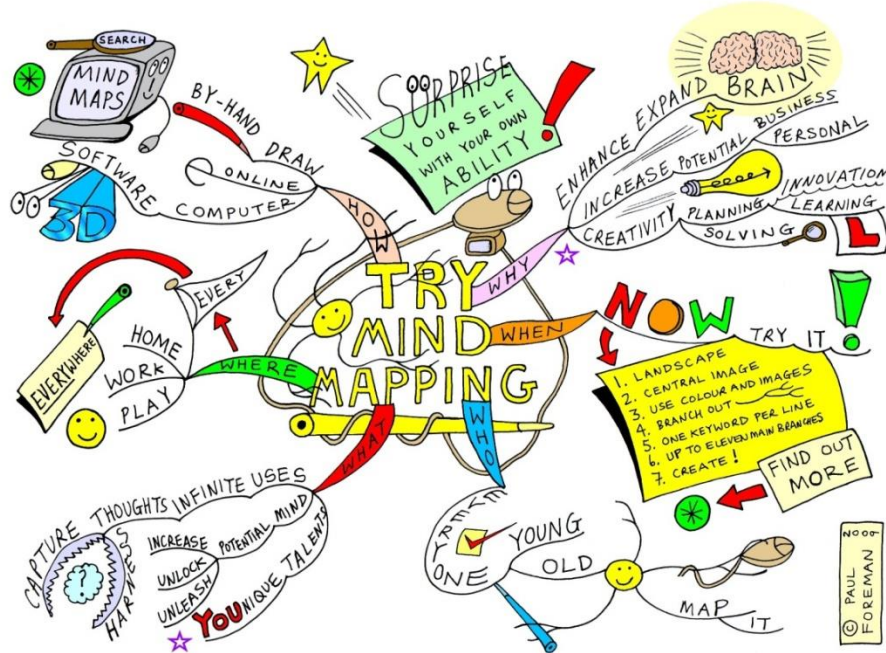 TRY
MIND
MAPPING
HOW
BY-HAND
DRAW
ONLINE
COMPUTER
SOFTWARE
3D
SEARCH
MIND
MAPS
SURPRISE
YOURSELF
WITH YOUR OWN
ABILITY
!
WHY
ENHANCE EXPAND BRAIN
INCREASE POTENTIAL BUSINESS
PERSONAL
CREATIVITY PLANNING INNOVATION
LEARNING
SOLVING
L
WHEN
NOW
TRY IT !
1. LANDSCAPE
2. CENTRAL IMAGE
3. USE COLOUR AND IMAGES
4. BRANCH OUT
5. ONE KEYWORD PER LINE
6. UP TO ELEVEN MAIN BRANCHES
7. CREATE !
FIND OUT
MORE
WHO
EVERYONE
YOUNG
OLD
MAP IT
WHAT
INFINITE USES
THOUGHTS
CAPTURE
HARNESS
?
POTENTIAL MIND
INCREASE
UNLOCK
UNLEASH
YOUNIQUE TALENTS
WHERE
EVERY
HOME
WORK
PLAY
EVERYWHERE
© PAUL
FOREMAN
2009